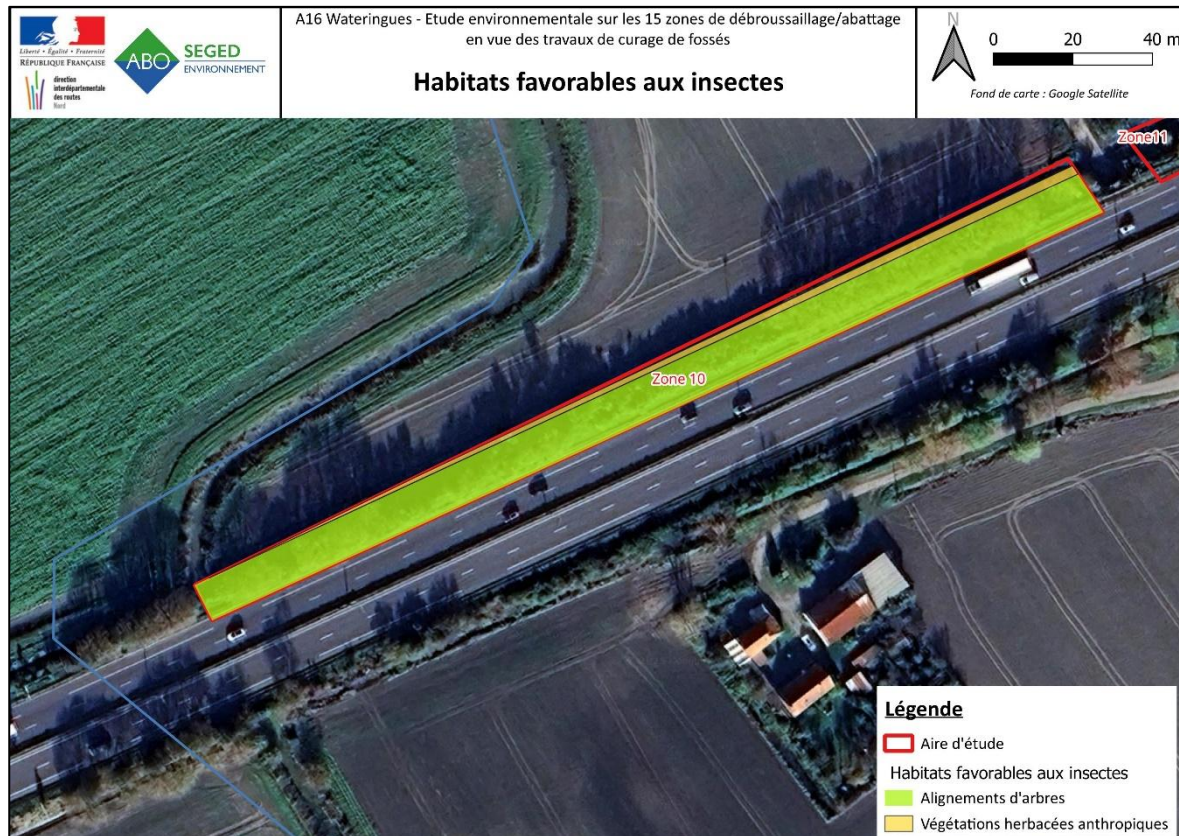 Liberté • Égalité • Fraternité
RÉPUBLIQUE FRANÇAISE
direction
interdépartementale
des routes
Nord
ABO
SEGED
ENVIRONNEMENT
A16 Wateringues - Etude environnementale sur les 15 zones de débroussaillage/abattage
en vue des travaux de curage de fossés
Habitats favorables aux insectes
N
0 20 40 m
Fond de carte : Google Satellite
Zone11
Zone 10
Légende
Aire d'étude
Habitats favorables aux insectes
Alignements d'arbres
Végétations herbacées anthropiques